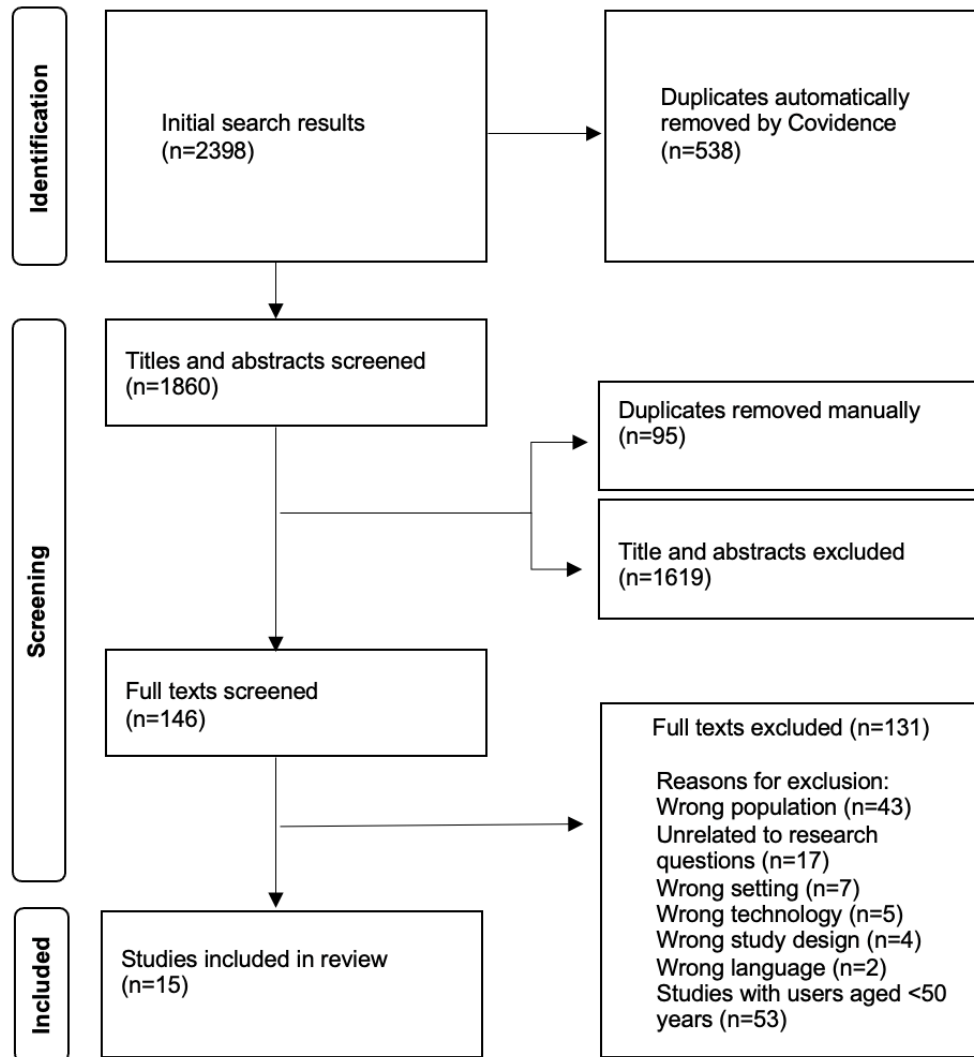 Identification
Initial search results
(n=2398)
Duplicates automatically
removed by Covidence
(n=538)
Screening
Titles and abstracts screened
(n=1860)
Duplicates removed manually
(n=95)
Title and abstracts excluded
(n=1619)
Full texts screened
(n=146)
Full texts excluded (n=131)
Reasons for exclusion:
Wrong population (n=43)
Unrelated to research
questions (n=17)
Wrong setting (n=7)
Wrong technology (n=5)
Wrong study design (n=4)
Wrong language (n=2)
Studies with users aged <50
years (n=53)
Included
Studies included in review
(n=15)